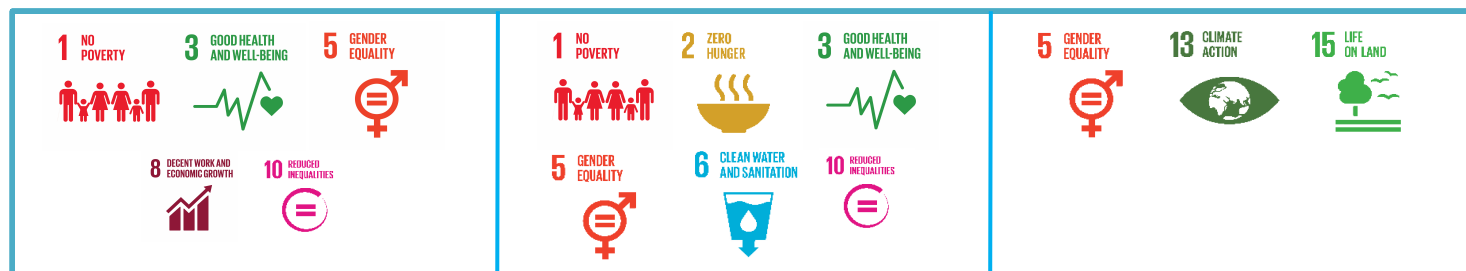 1 NO
POVERTY
3 GOOD HEALTH
AND WELL-BEING
5 GENDER
EQUALITY
8 DECENT WORK AND
ECONOMIC GROWTH
10 REDUCED
INEQUALITIES
1 NO
POVERTY
2 ZERO
HUNGER
3 GOOD HEALTH
AND WELL-BEING
5 GENDER
EQUALITY
6 CLEAN WATER
AND SANITATION
10 REDUCED
INEQUALITIES
5 GENDER
EQUALITY
13 CLIMATE
ACTION
15 LIFE
ON LAND